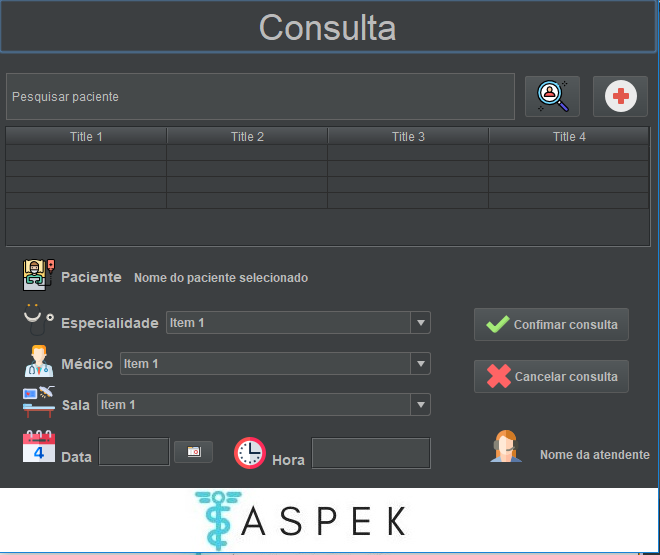 Consulta
Pesquisar paciente
Title 1 Title 2 Title 3 Title 4
Paciente Nome do paciente selecionado
Especialidade Item 1
Confimar consulta
Médico Item 1
Cancelar consulta
Sala Item 1
4
Data Hora Nome da atendente
ASPEK